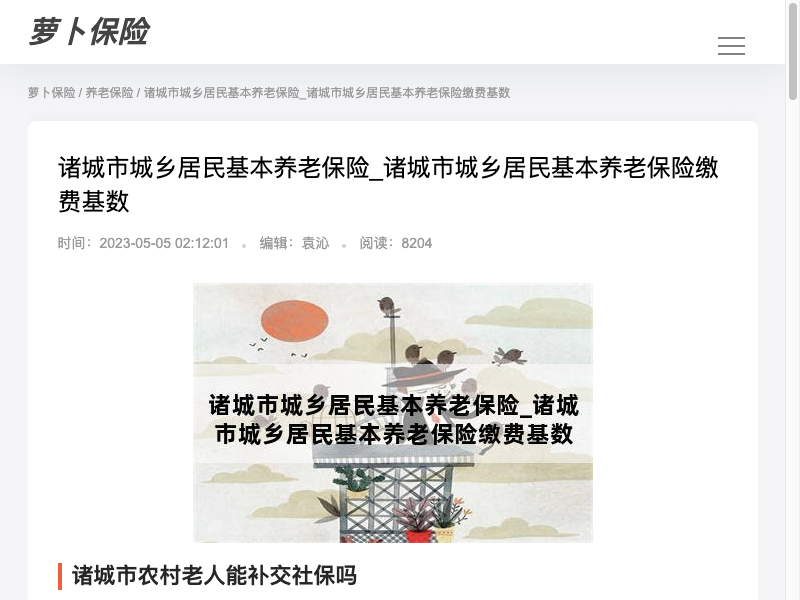 萝卜保险
萝卜保险 / 养老保险 / 诸城市城乡居民基本养老保险_诸城市城乡居民基本养老保险缴费基数
诸城市城乡居民基本养老保险_诸城市城乡居民基本养老保险缴
费基数
时间：2023-05-05 02:12:01 编辑：袁沁 阅读：8204
诸城市城乡居民基本养老保险_诸城
市城乡居民基本养老保险缴费基数
诸城市农村老人能补交社保吗